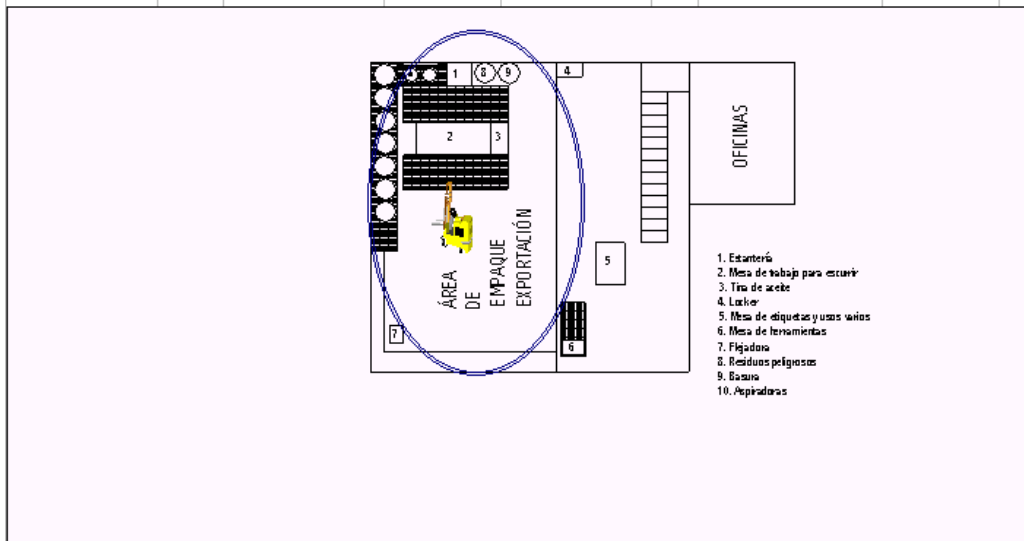 1
8
9
4
2
3
OFICINAS
ÁREA
DE
EMPAQUE
EXPORTACIÓN
5
7
6
1. Estantería
2. Mesa de trabajo para escurrir
3. Tina de aceite
4. Locker
5. Mesa de etiquetas y usos varios
6. Mesa de herramientas
7. Flejadora
8. Residuos peligrosos
9. Basura
10. Aspiradoras